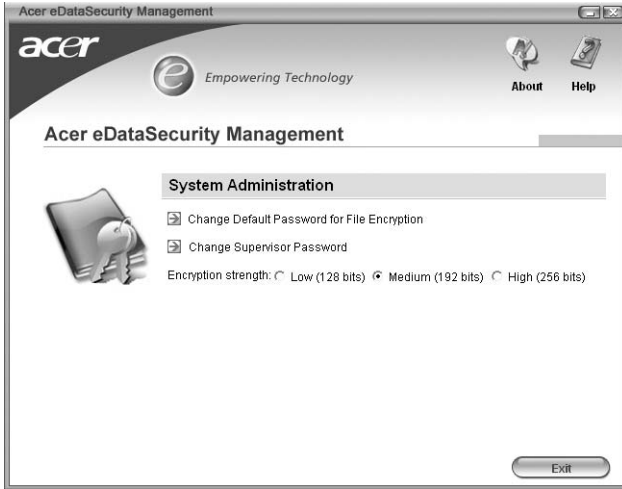 Acer eDataSecurity Management
acer
e Empowering Technology
About Help
Acer eDataSecurity Management
System Administration
Change Default Password for File Encryption
Change Supervisor Password
Encryption strength: Low (128 bits) Medium (192 bits) High (256 bits)
Exit